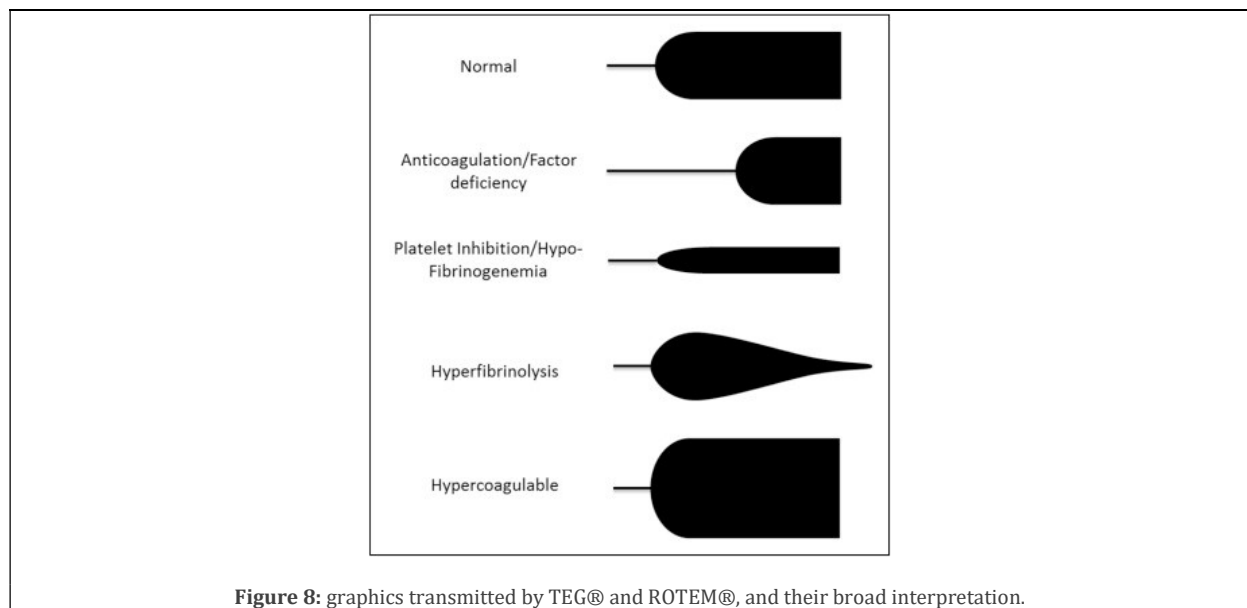 Normal
Anticoagulation/Factor
deficiency
Platelet Inhibition/Hypo-
Fibrinogenemia
Hyperfibrinolysis
Hypercoagulable
Figure 8: graphics transmitted by TEG® and ROTEM®, and their broad interpretation.